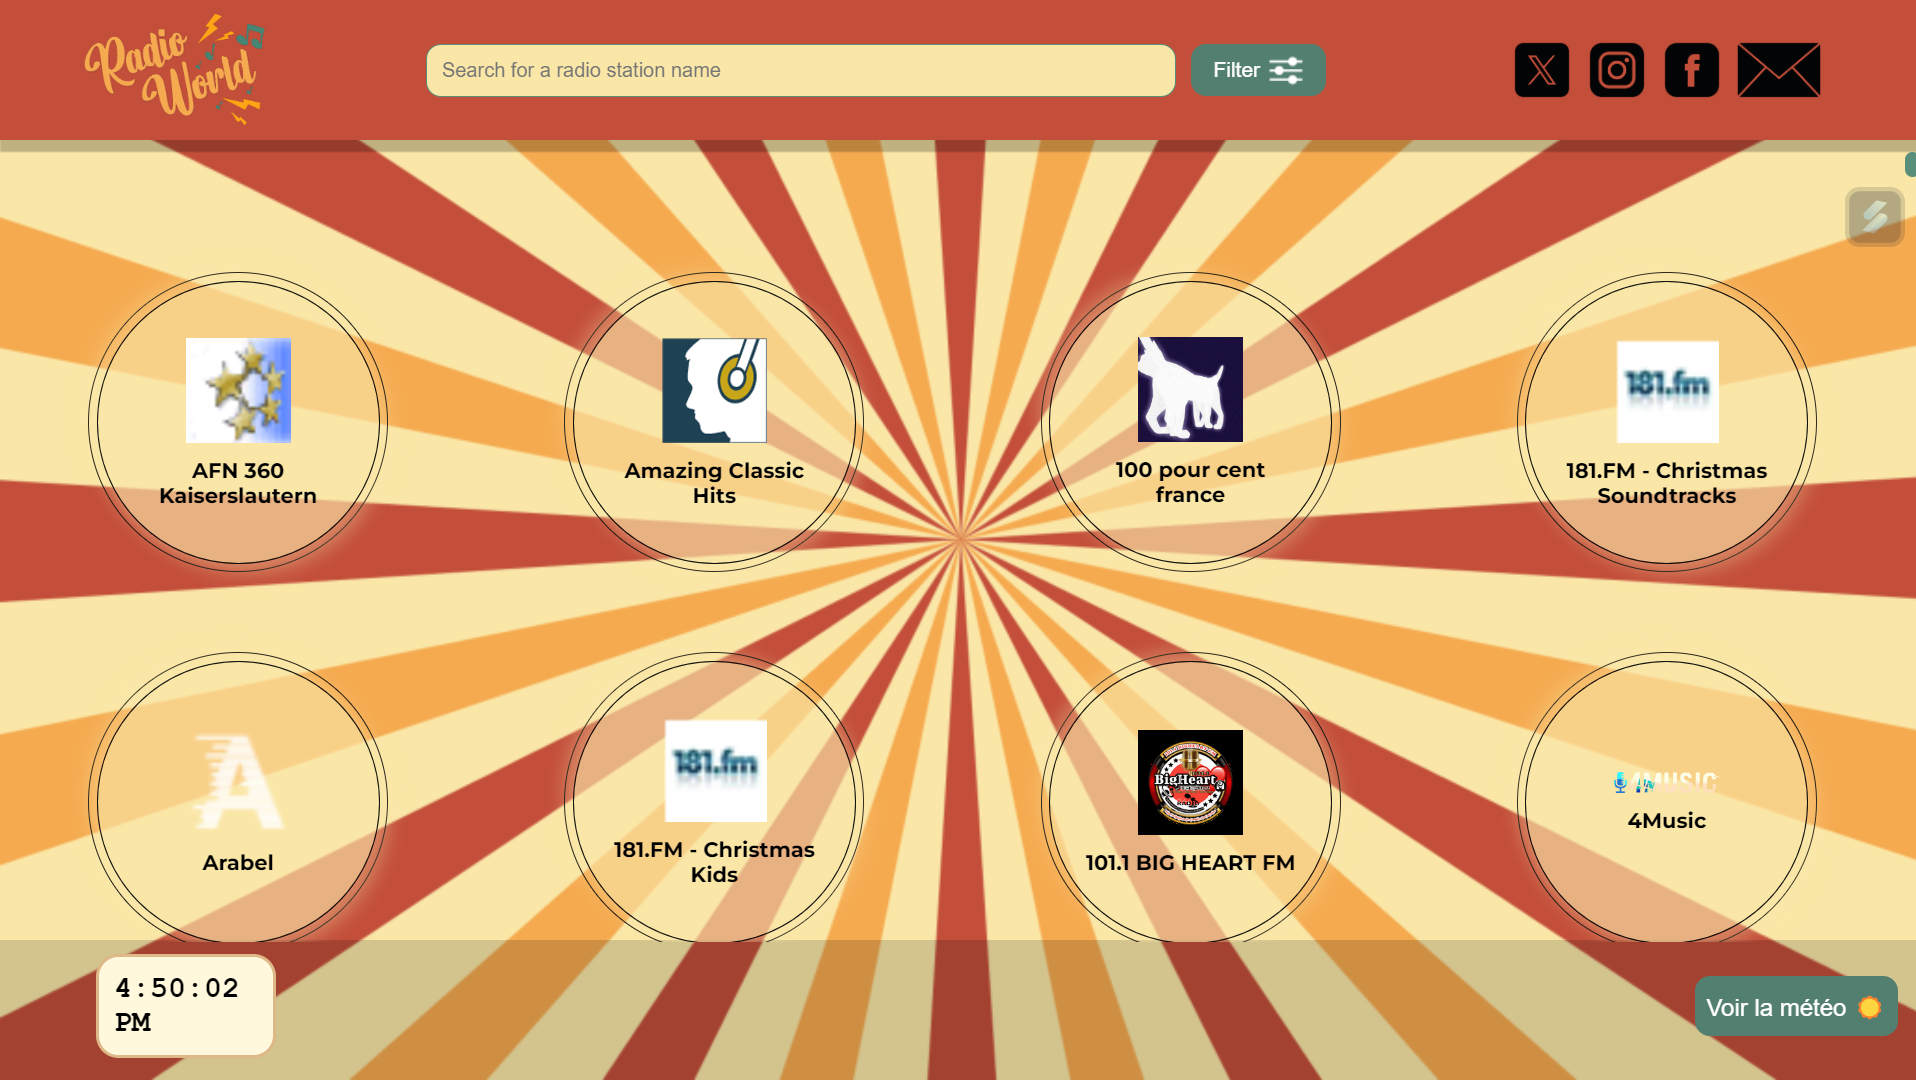 Radio
World
Search for a radio station name
Filter
AFN 360
Kaiserslautern
Amazing Classic
Hits
100 pour cent
france
181.fm
181.FM - Christmas
Soundtracks
A
Arabel
181.fm
181.FM - Christmas
Kids
BigHeart
RADIO
101.1 BIG HEART FM
4MUSIC
4Music
4:50:02
PM
Voir la météo